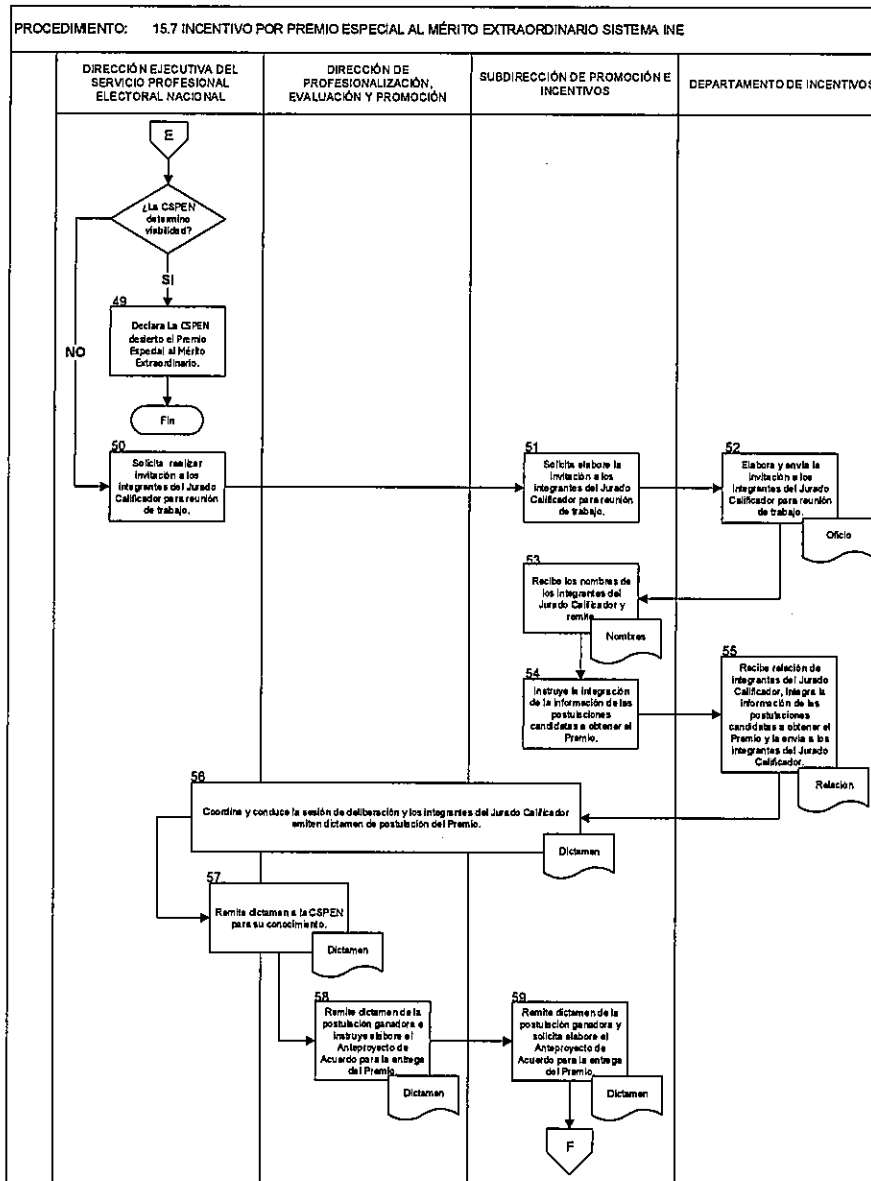 PROCEDIMIENTO: 15.7 INCENTIVO POR PREMIO ESPECIAL AL MÉRITO EXTRAORDINARIO SISTEMA INE
DIRECCIÓN EJECUTIVA DEL
SERVICIO PROFESIONAL
ELECTORAL NACIONAL
DIRECCIÓN DE
PROFESIONALIZACIÓN,
EVALUACIÓN Y PROMOCIÓN
SUBDIRECCIÓN DE PROMOCIÓN E
INCENTIVOS
DEPARTAMENTO DE INCENTIVOS
E
¿La CSPEN
determino
viabilidad?
SI
NO
49
Declara La CSPEN
desierto el Premio
Especial al Mérito
Extraordinario.
Fin
50
Solicita realizar
invitación a los
integrantes del Jurado
Calificador para reunión
de trabajo.
51
Solicita elabore la
invitación a los
integrantes del Jurado
Calificador para reunión
de trabajo.
52
Elabora y envía la
invitación a los
integrantes del Jurado
Calificador para reunión
de trabajo.
Oficio
53
Recibe los nombres de
los integrantes del
Jurado Calificador y
remite.
Nombres
54
Instruye la integración
de la información de las
postulaciones
candidatas a obtener el
Premio.
55
Recibe relación de
integrantes del Jurado
Calificador, integra la
información de las
postulaciones
candidatas a obtener el
Premio y la envía a los
integrantes del Jurado
Calificador.
Relación
56
Coordina y conduce la sesión de deliberación y los integrantes del Jurado Calificador
emiten dictamen de postulación del Premio.
Dictamen
57
Remite dictamen a la CSPEN
para su conocimiento.
Dictamen
58
Remite dictamen de la
postulación ganadora e
instruye elabore el
Anteproyecto de
Acuerdo para la entrega
del Premio.
Dictamen
59
Remite dictamen de la
postulación ganadora y
solicita elabore el
Anteproyecto de
Acuerdo para la entrega
del Premio.
Dictamen
F